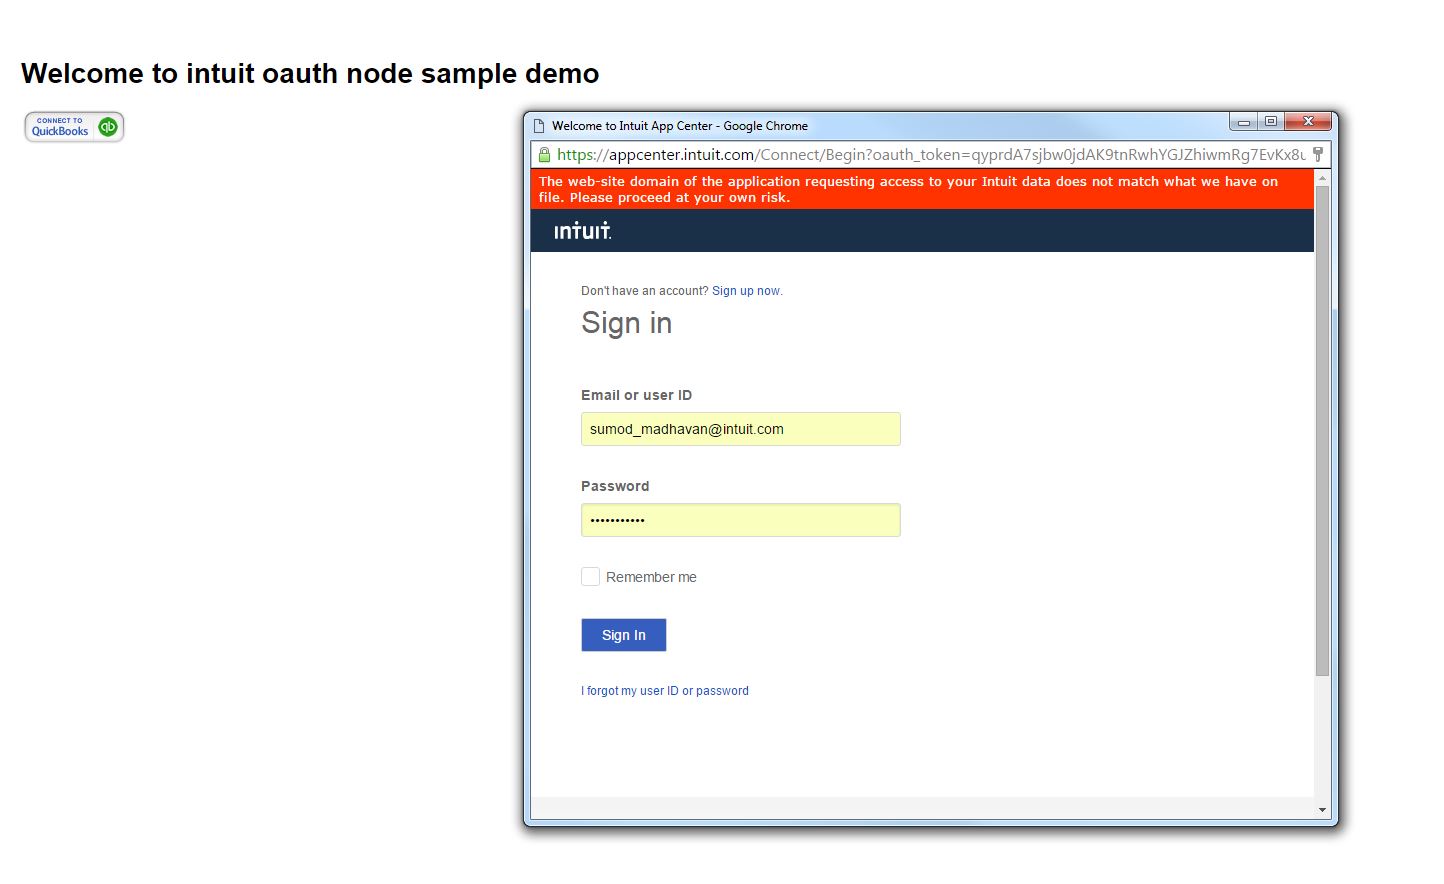 Welcome to intuit oauth node sample demo
CONNECT TO
QuickBooks qb
Welcome to Intuit App Center - Google Chrome
https://appcenter.intuit.com/Connect/Begin?oauth_token=qyprdA7sjbw0jdAK9tnRwhYGJZhiwmRg7EvKx8u
The web-site domain of the application requesting access to your Intuit data does not match what we have on
file. Please proceed at your own risk.
intuit.
Don't have an account? Sign up now.
Sign in
Email or user ID
sumod_madhavan@intuit.com
Password
•••••••••••
Remember me
Sign In
I forgot my user ID or password